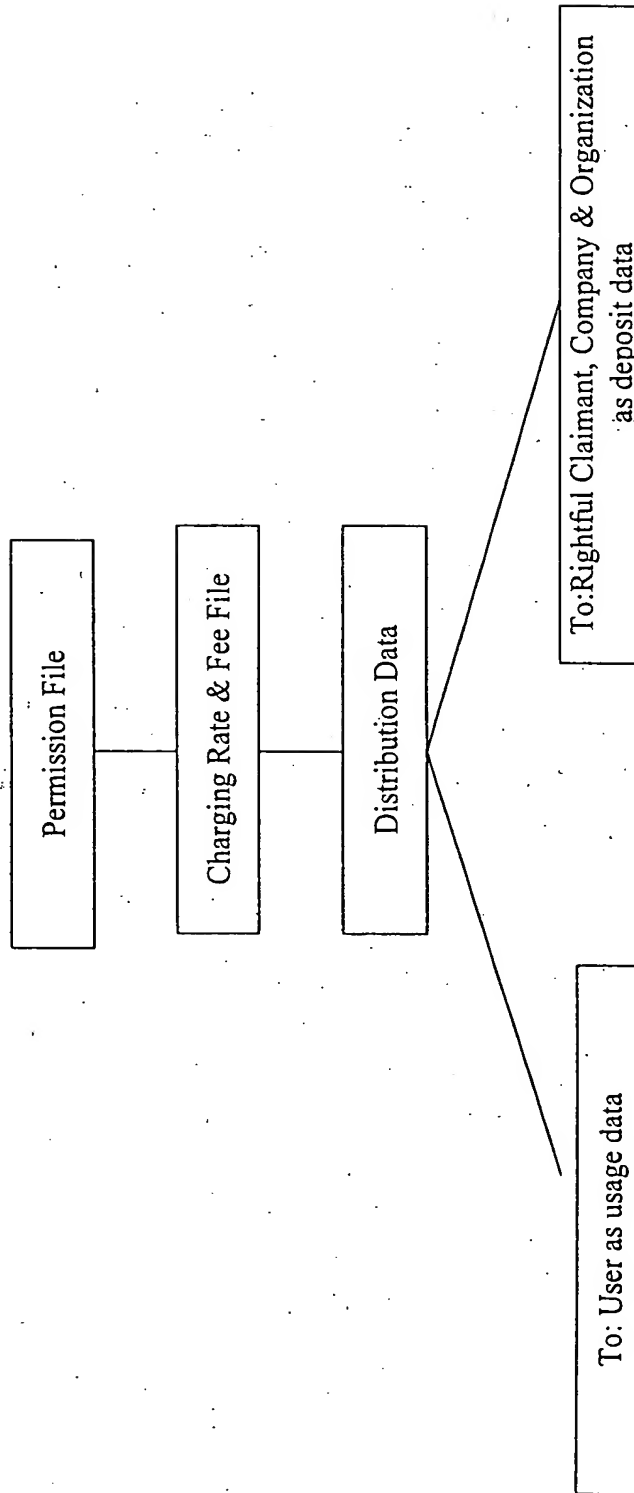 Permission File
Charging Rate & Fee File
Distribution Data
To: User as usage data
To:Rightful Claimant, Company & Organization
as deposit data